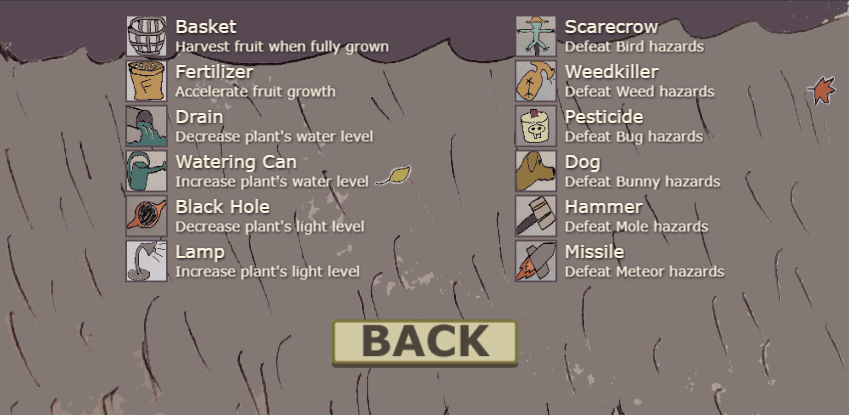 Basket
Harvest fruit when fully grown
Fertilizer
Accelerate fruit growth
Drain
Decrease plant's water level
Watering Can
Increase plant's water level
Black Hole
Decrease plant's light level
Lamp
Increase plant's light level
Scarecrow
Defeat Bird hazards
Weedkiller
Defeat Weed hazards
Pesticide
Defeat Bug hazards
Dog
Defeat Bunny hazards
Hammer
Defeat Mole hazards
Missile
Defeat Meteor hazards
F
BACK